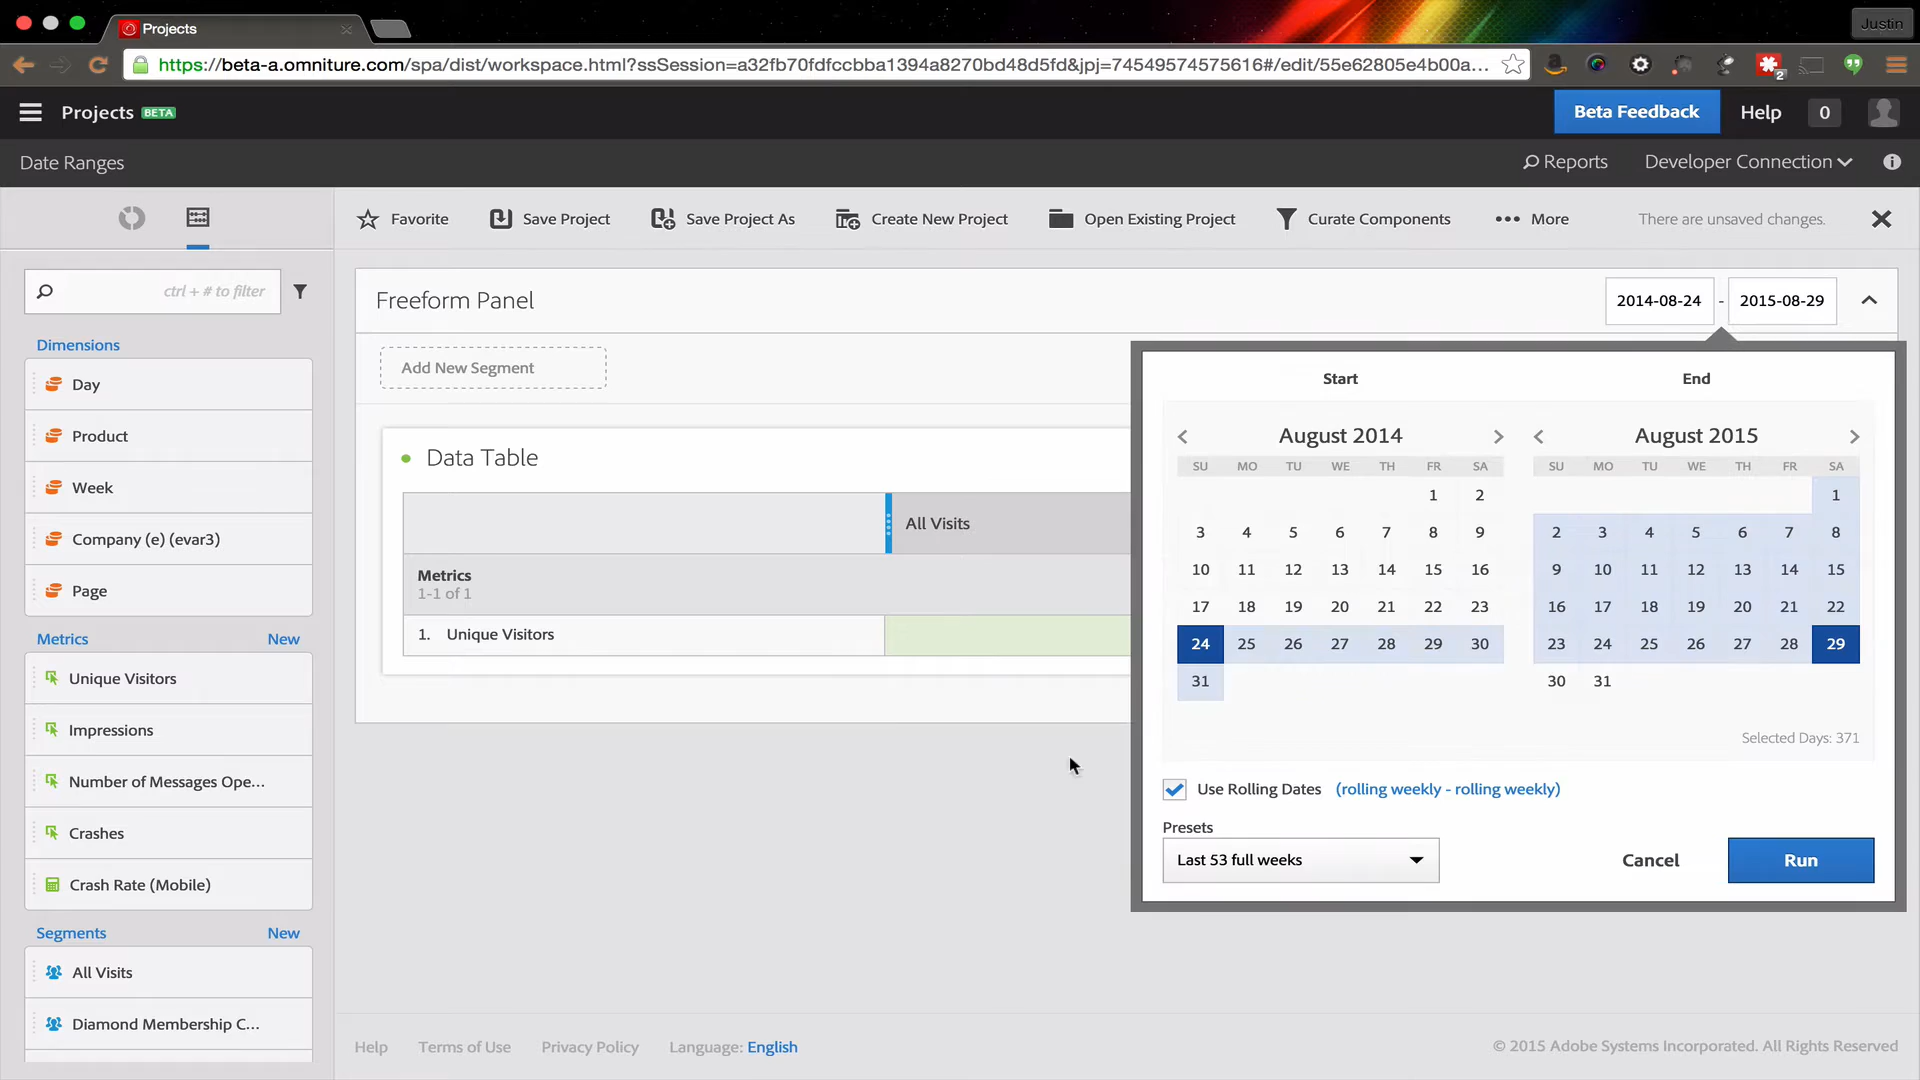 Projects
Justin
https://beta-a.omniture.com/spa/dist/workspace.html?ssSession=a32fb70fdfccbba1394a8270bd48d5fd&jpj=74549574575616#/edit/55e62805e4b00a...
2
Projects BETA
Beta Feedback
Help
0
Date Ranges
Reports
Developer Connection
Favorite
Save Project
Save Project As
Create New Project
Open Existing Project
Curate Components
More
There are unsaved changes.
ctrl + # to filter
Dimensions
Day
Product
Week
Company (e) (evar3)
Page
Metrics New
Unique Visitors
Impressions
Number of Messages Ope...
Crashes
Crash Rate (Mobile)
Segments New
All Visits
Diamond Membership C...
Freeform Panel
2014-08-24 - 2015-08-29
Add New Segment
Data Table
All Visits
Metrics
1-1 of 1
1. Unique Visitors
Start
August 2014
SU MO TU WE TH FR SA
1 2
3 4 5 6 7 8 9
10 11 12 13 14 15 16
17 18 19 20 21 22 23
24 25 26 27 28 29 30
31
End
August 2015
SU MO TU WE TH FR SA
1
2 3 4 5 6 7 8
9 10 11 12 13 14 15
16 17 18 19 20 21 22
23 24 25 26 27 28 29
30 31
Selected Days: 371
Use Rolling Dates (rolling weekly - rolling weekly)
Presets
Last 53 full weeks
Cancel
Run
Help Terms of Use Privacy Policy Language: English
© 2015 Adobe Systems Incorporated. All Rights Reserved